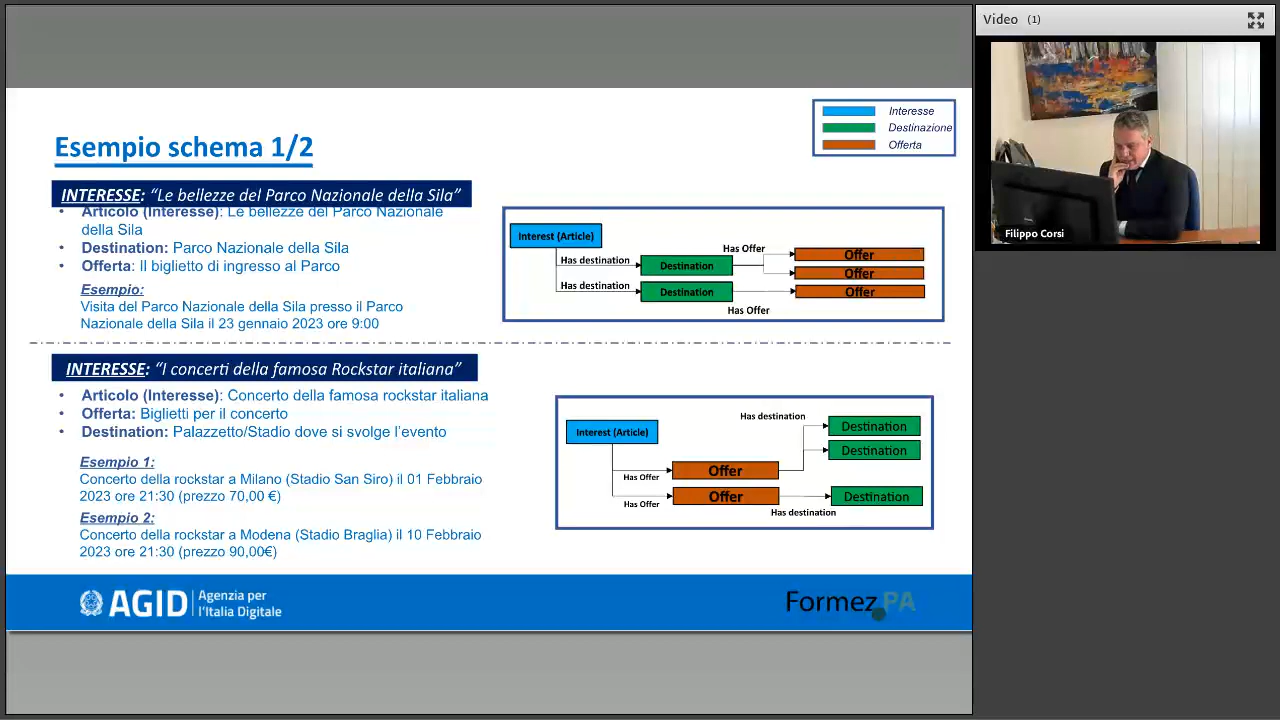 Video (1)
Filippo Corsi
Esempio schema 1/2
Interesse
Destinazione
Offerta
INTERESSE: “Le bellezze del Parco Nazionale della Sila”
• Articolo (Interesse): Le bellezze del Parco Nazionale
della Sila
• Destination: Parco Nazionale della Sila
• Offerta: Il biglietto di ingresso al Parco
Esempio:
Visita del Parco Nazionale della Sila presso il Parco
Nazionale della Sila il 23 gennaio 2023 ore 9:00
Interest (Article)
Has destination
Has destination
Destination
Destination
Has Offer
Has Offer
Offer
Offer
Offer
INTERESSE: “I concerti della famosa Rockstar italiana”
• Articolo (Interesse): Concerto della famosa rockstar italiana
• Offerta: Biglietti per il concerto
• Destination: Palazzetto/Stadio dove si svolge l’evento
Esempio 1:
Concerto della rockstar a Milano (Stadio San Siro) il 01 Febbraio
2023 ore 21:30 (prezzo 70,00 €)
Esempio 2:
Concerto della rockstar a Modena (Stadio Braglia) il 10 Febbraio
2023 ore 21:30 (prezzo 90,00€)
Interest (Article)
Has Offer
Has Offer
Offer
Offer
Has destination
Has destination
Destination
Destination
Destination
AGID
Agenzia per
l’Italia Digitale
Formez PA